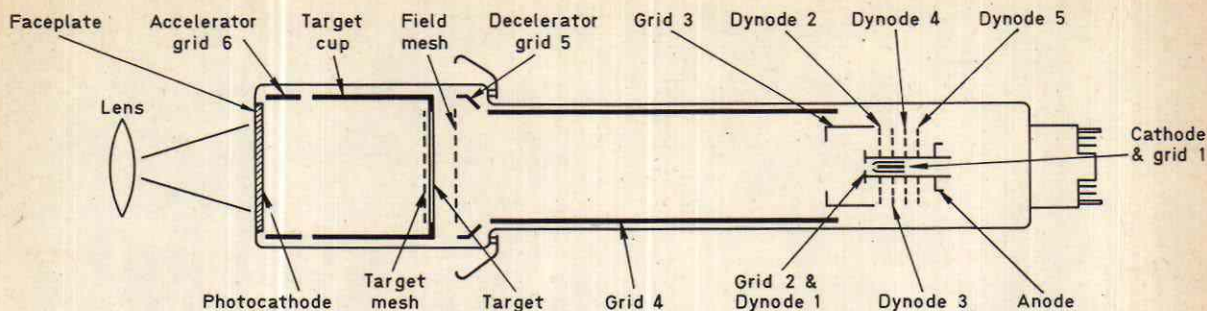 Faceplate
Accelerator
grid 6
Target
cup
Field
mesh
Decelerator
grid 5
Grid 3
Dynode 2
Dynode 4
Dynode 5
Lens
Cathode
& grid 1
Photocathode
Target
mesh
Target
Grid 4
Grid 2 &
Dynode 1
Dynode 3
Anode